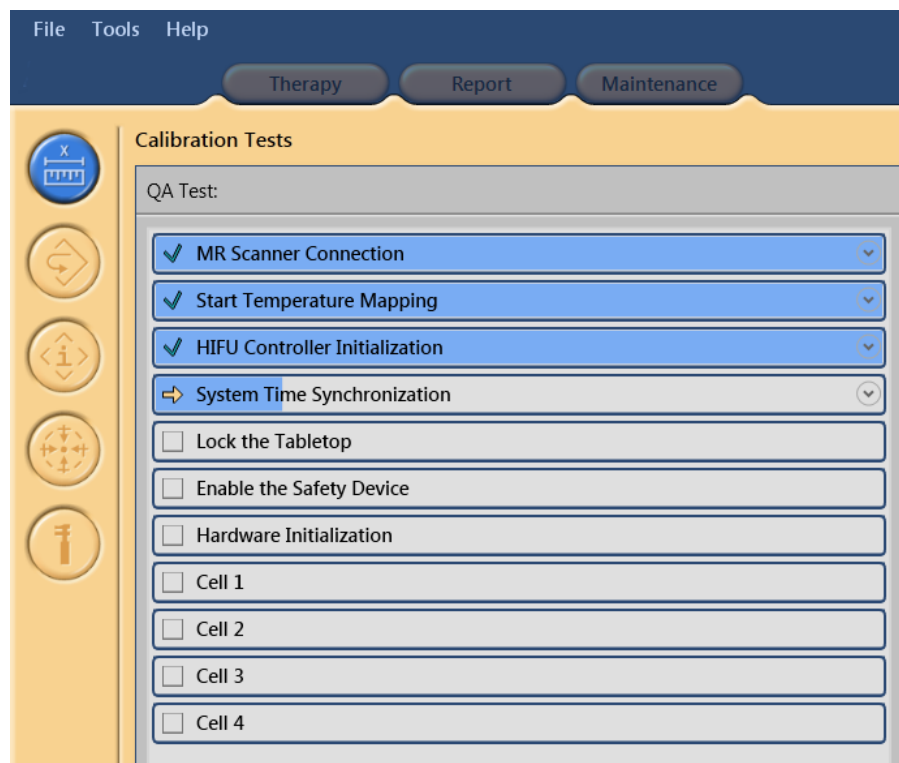 File Tools Help
Therapy Report Maintenance
X
Calibration Tests
QA Test:
MR Scanner Connection
Start Temperature Mapping
HIFU Controller Initialization
System Time Synchronization
Lock the Tabletop
Enable the Safety Device
Hardware Initialization
Cell 1
Cell 2
Cell 3
Cell 4
i